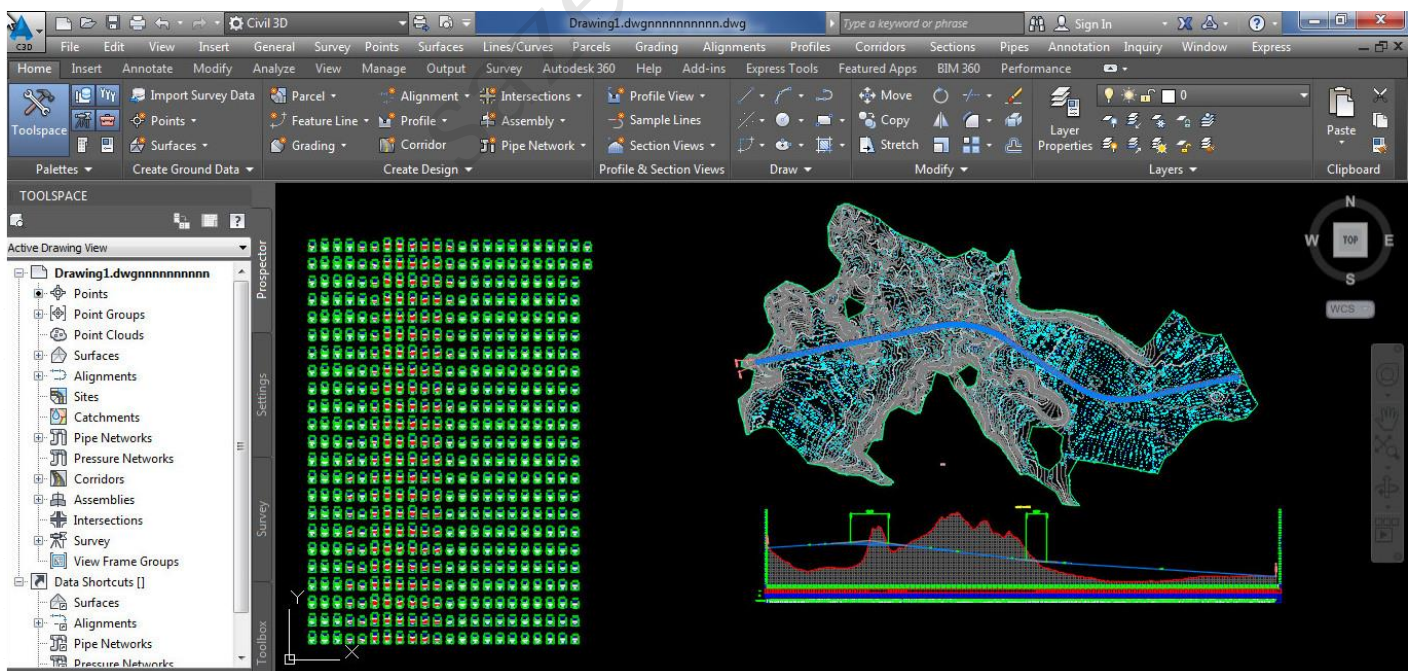 Civil 3D
Drawing1.dwgnnnnnnnnnn.dwg
Type a keyword or phrase
Sign In
C3D
File Edit View Insert General Survey Points Surfaces Lines/Curves Parcels Grading Alignments Profiles Corridors Sections Pipes Annotation Inquiry Window Express
Home Insert Annotate Modify Analyze View Manage Output Survey Autodesk 360 Help Add-ins Express Tools Featured Apps BIM 360 Performance
Import Survey Data Parcel Alignment Intersections Profile View Move 0
Toolspace Points Feature Line Profile Assembly Sample Lines Copy Layer Properties Paste
Surfaces Grading Corridor Pipe Network Section Views Stretch
Palettes Create Ground Data Create Design Profile & Section Views Draw Modify Layers Clipboard
TOOLSPACE
Active Drawing View
Drawing1.dwgnnnnnnnnnn
Points
Point Groups
Point Clouds
Surfaces
Alignments
Sites
Catchments
Pipe Networks
Pressure Networks
Corridors
Assemblies
Intersections
Survey
View Frame Groups
Data Shortcuts []
Surfaces
Alignments
Pipe Networks
Pressure Networks
Prospector
Settings
Survey
Toolbox
Y
X
N
W TOP E
S
WCS